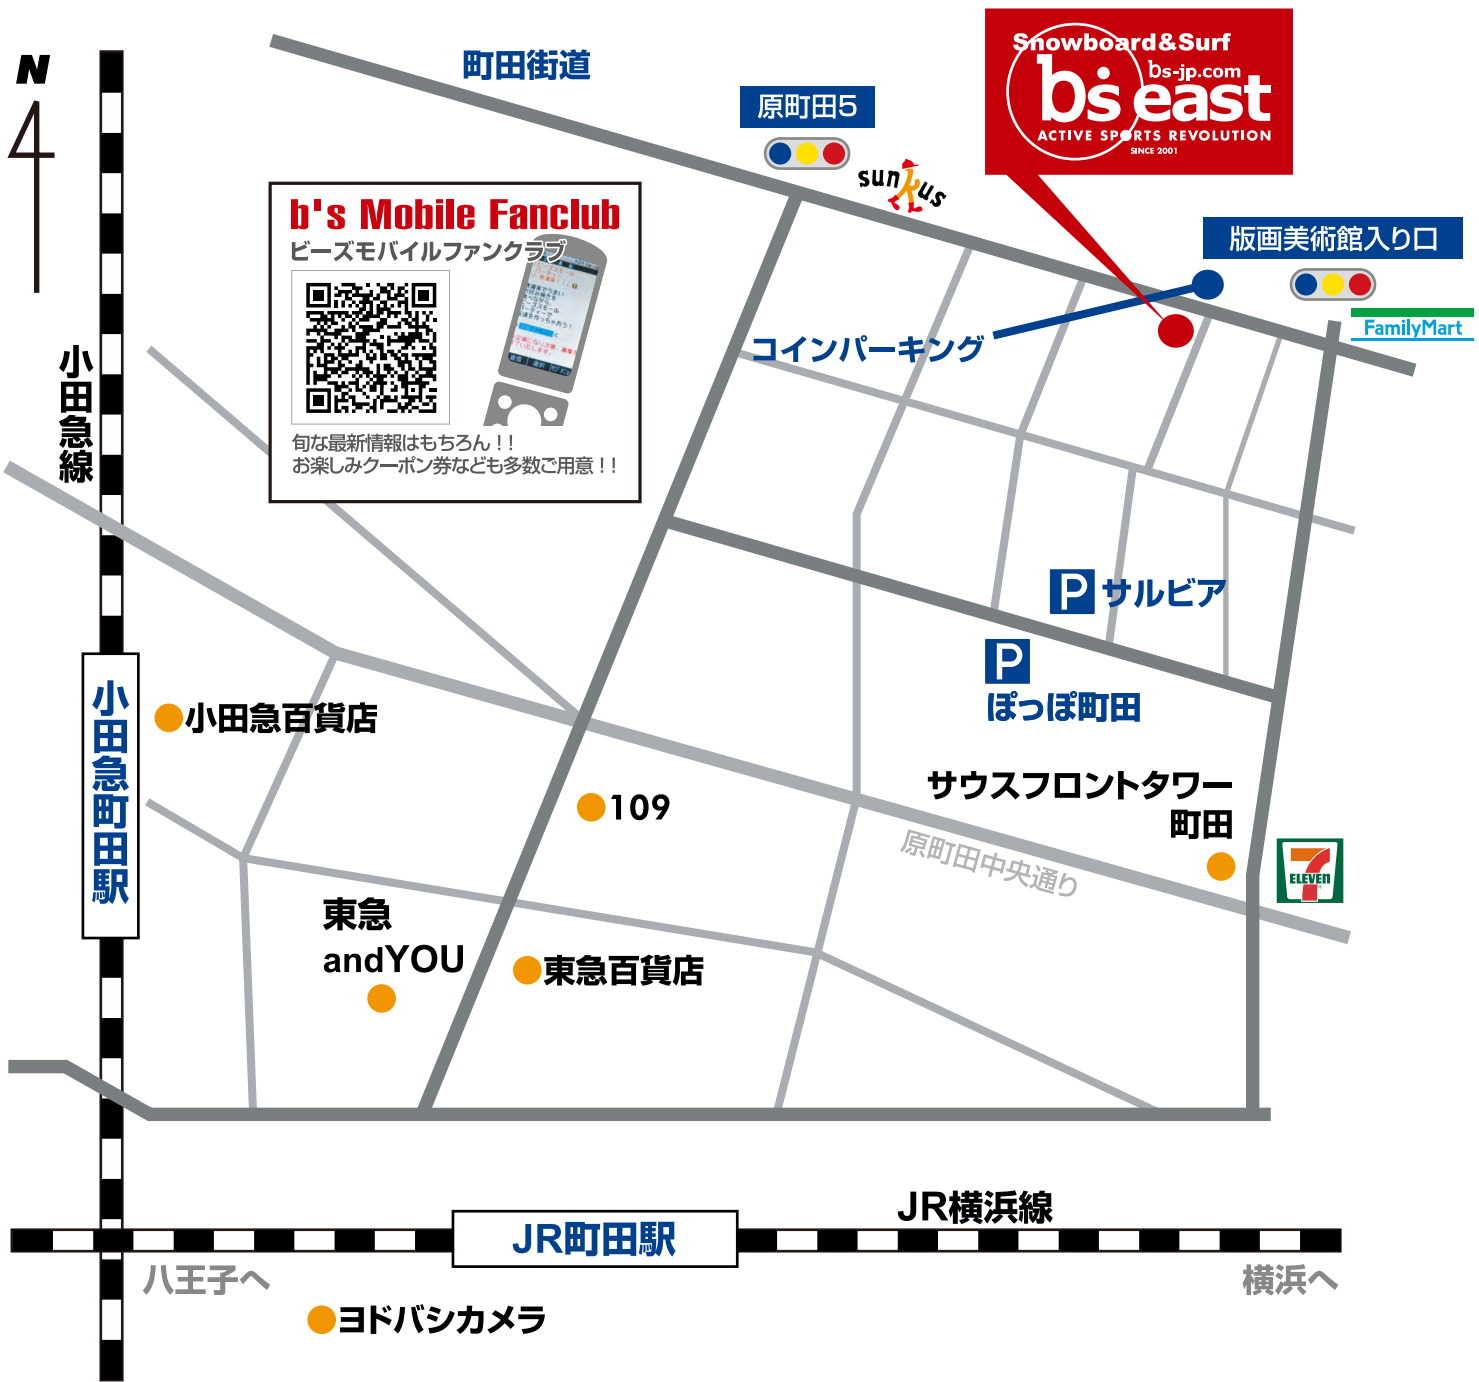 N
町田街道
原町田5
sunkus
Snowboard&Surf
bs-jp.com
b's east
ACTIVE SPORTS REVOLUTION
SINCE 2001
版画美術館入り口
FamilyMart
b's Mobile Fanclub
ビーズモバイルファンクラブ
旬な最新情報はもちろん！！
お楽しみクーポン券なども多数ご用意！！
コインパーキング
小田急線
P サルビア
P
ぽっぽ町田
小田急町田駅
小田急百貨店
109
サウスフロントタワー
町田
原町田中央通り
7
ELEVEN
東急
andYOU
東急百貨店
JR横浜線
JR町田駅
八王子へ
横浜へ
ヨドバシカメラ